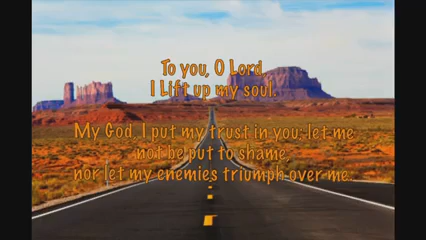 To you, O Lord,
I Lift up my soul.
My God, I put my trust in you; let me
not be put to shame,
nor let my enemies triumph over me.